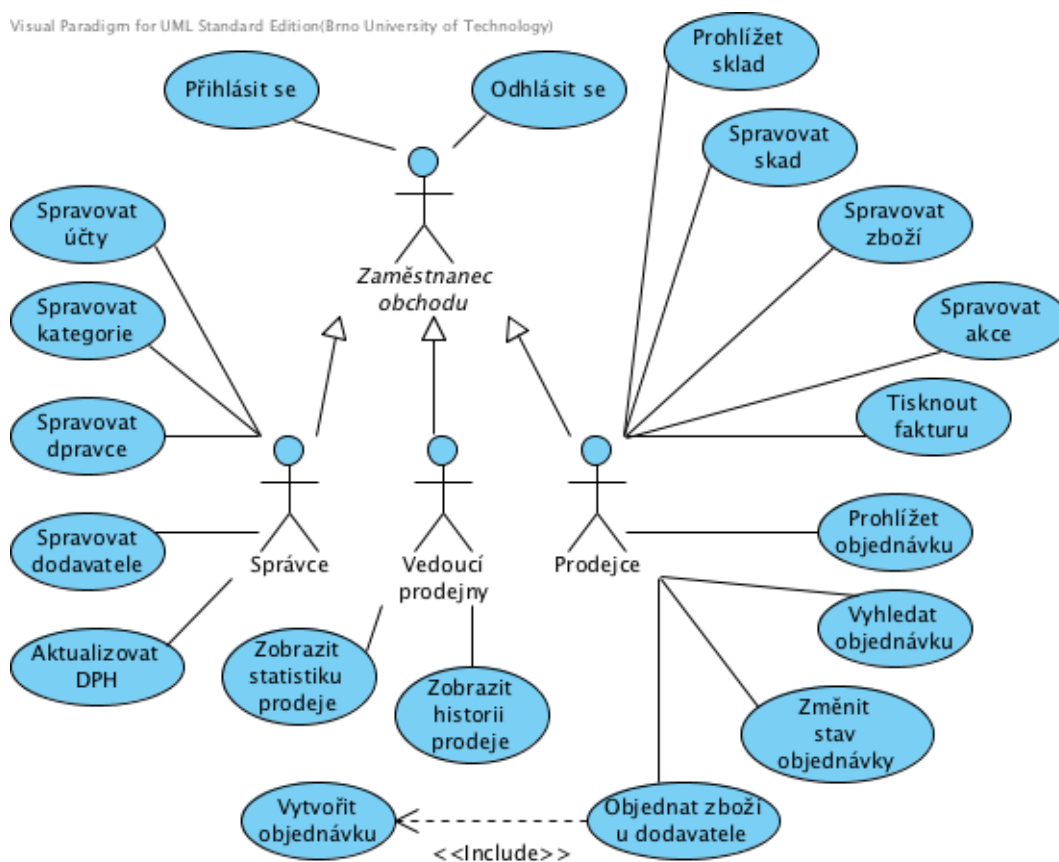 Visual Paradigm for UML Standard Edition(Brno University of Technology)
Přihlásit se
Odhlásit se
Prohlížet
sklad
Spravovat
skad
Spravovat
účty
Spravovat
zboží
Zaměstnanec
obchodu
Spravovat
kategorie
Spravovat
akce
Tisknout
fakturu
Spravovat
dpravce
Spravovat
dodavatele
Správce
Vedoucí
prodejny
Prodejce
Prohlížet
objednávku
Vyhledat
objednávku
Aktualizovat
DPH
Zobrazit
statistiku
prodeje
Zobrazit
historii
prodeje
Změnit
stav
objednávky
Vytvořit
objednávku
Objednat zboží
u dodavatele
<<Include>>